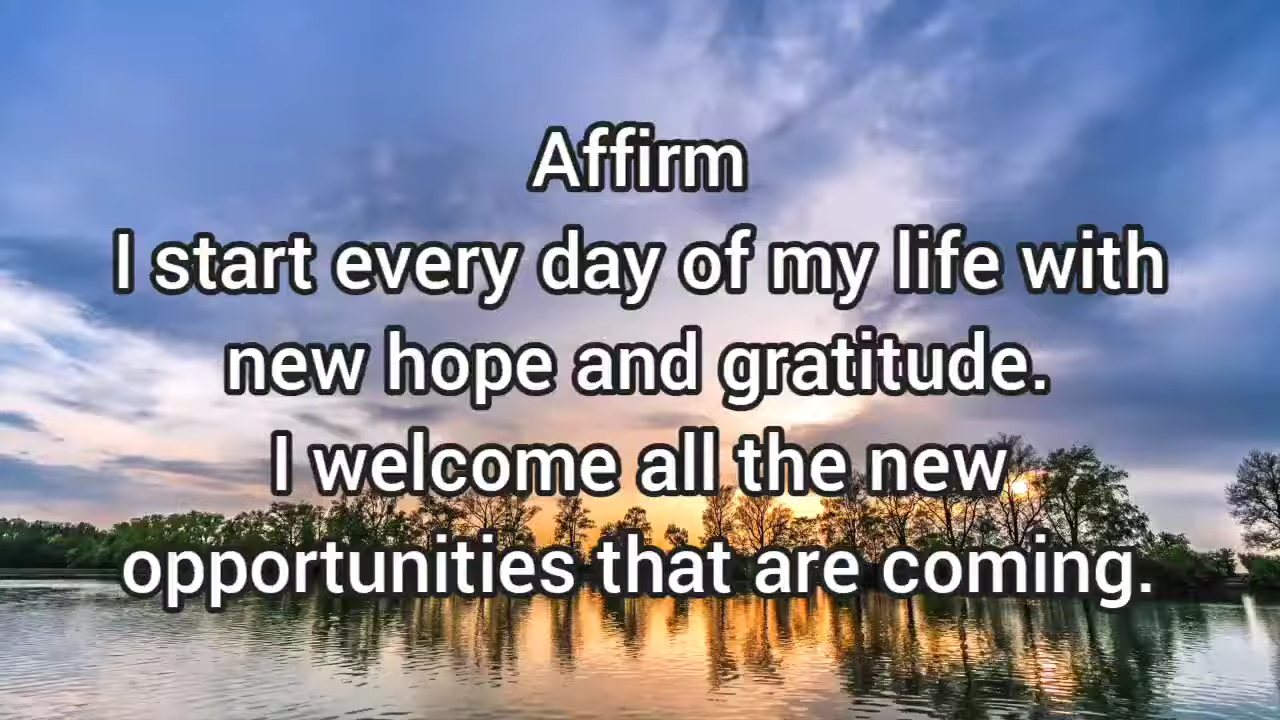 Affirm
I start every day of my life with
new hope and gratitude.
I welcome all the new
opportunities that are coming.